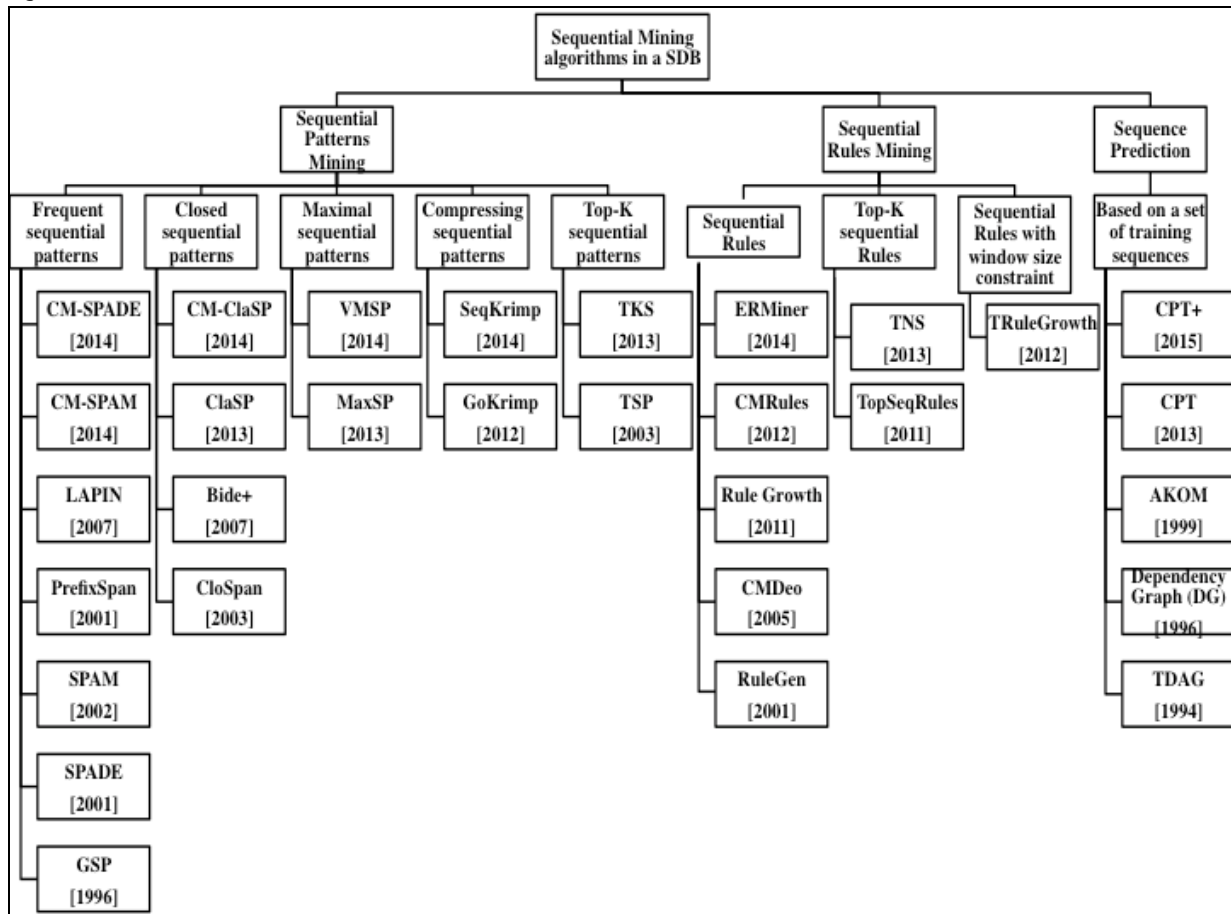 Sequential Mining
algorithms in a SDB
Sequential
Patterns
Mining
Sequential
Rules Mining
Sequence
Prediction
Frequent
sequential
patterns
Closed
sequential
patterns
Maximal
sequential
patterns
Compressing
sequential
patterns
Top-K
sequential
patterns
Sequential
Rules
Top-K
sequential
Rules
Sequential
Rules with
window size
constraint
Based on a set
of training
sequences
CM-SPADE
[2014]
CM-SPAM
[2014]
LAPIN
[2007]
PrefixSpan
[2001]
SPAM
[2002]
SPADE
[2001]
GSP
[1996]
CM-ClaSP
[2014]
ClaSP
[2013]
Bide+
[2007]
CloSpan
[2003]
VMSP
[2014]
MaxSP
[2013]
SeqKrimp
[2014]
GoKrimp
[2012]
TKS
[2013]
TSP
[2003]
ERMiner
[2014]
CMRules
[2012]
Rule Growth
[2011]
CMDeo
[2005]
RuleGen
[2001]
TNS
[2013]
TopSeqRules
[2011]
TRuleGrowth
[2012]
CPT+
[2015]
CPT
[2013]
AKOM
[1999]
Dependency
Graph (DG)
[1996]
TDAG
[1994]